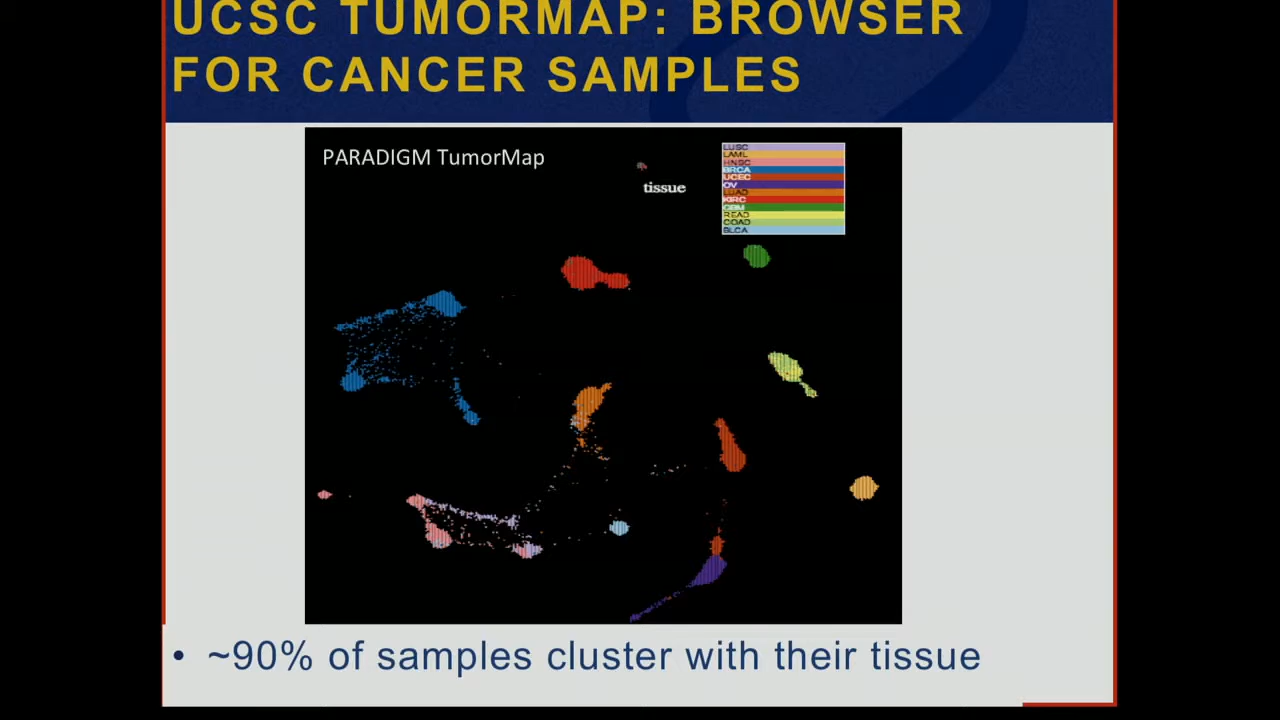 UCSC TUMORMAP: BROWSER
FOR CANCER SAMPLES
PARADIGM TumorMap
tissue
LUSC
LAML
HNSC
BRCA
UCEC
OV
LUAD
KIRC
GBM
READ
COAD
BLCA
• ~90% of samples cluster with their tissue